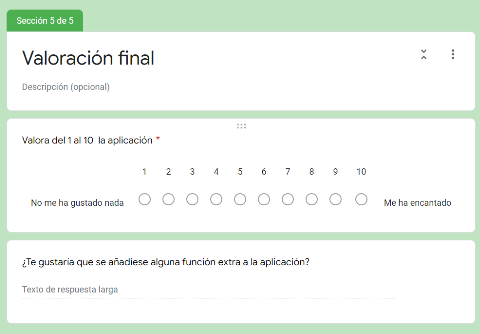 Sección 5 de 5
Valoración final
Descripción (opcional)
Valora del 1 al 10 la aplicación *
1 2 3 4 5 6 7 8 9 10
No me ha gustado nada Me ha encantado
¿Te gustaría que se añadiese alguna función extra a la aplicación?
Texto de respuesta larga